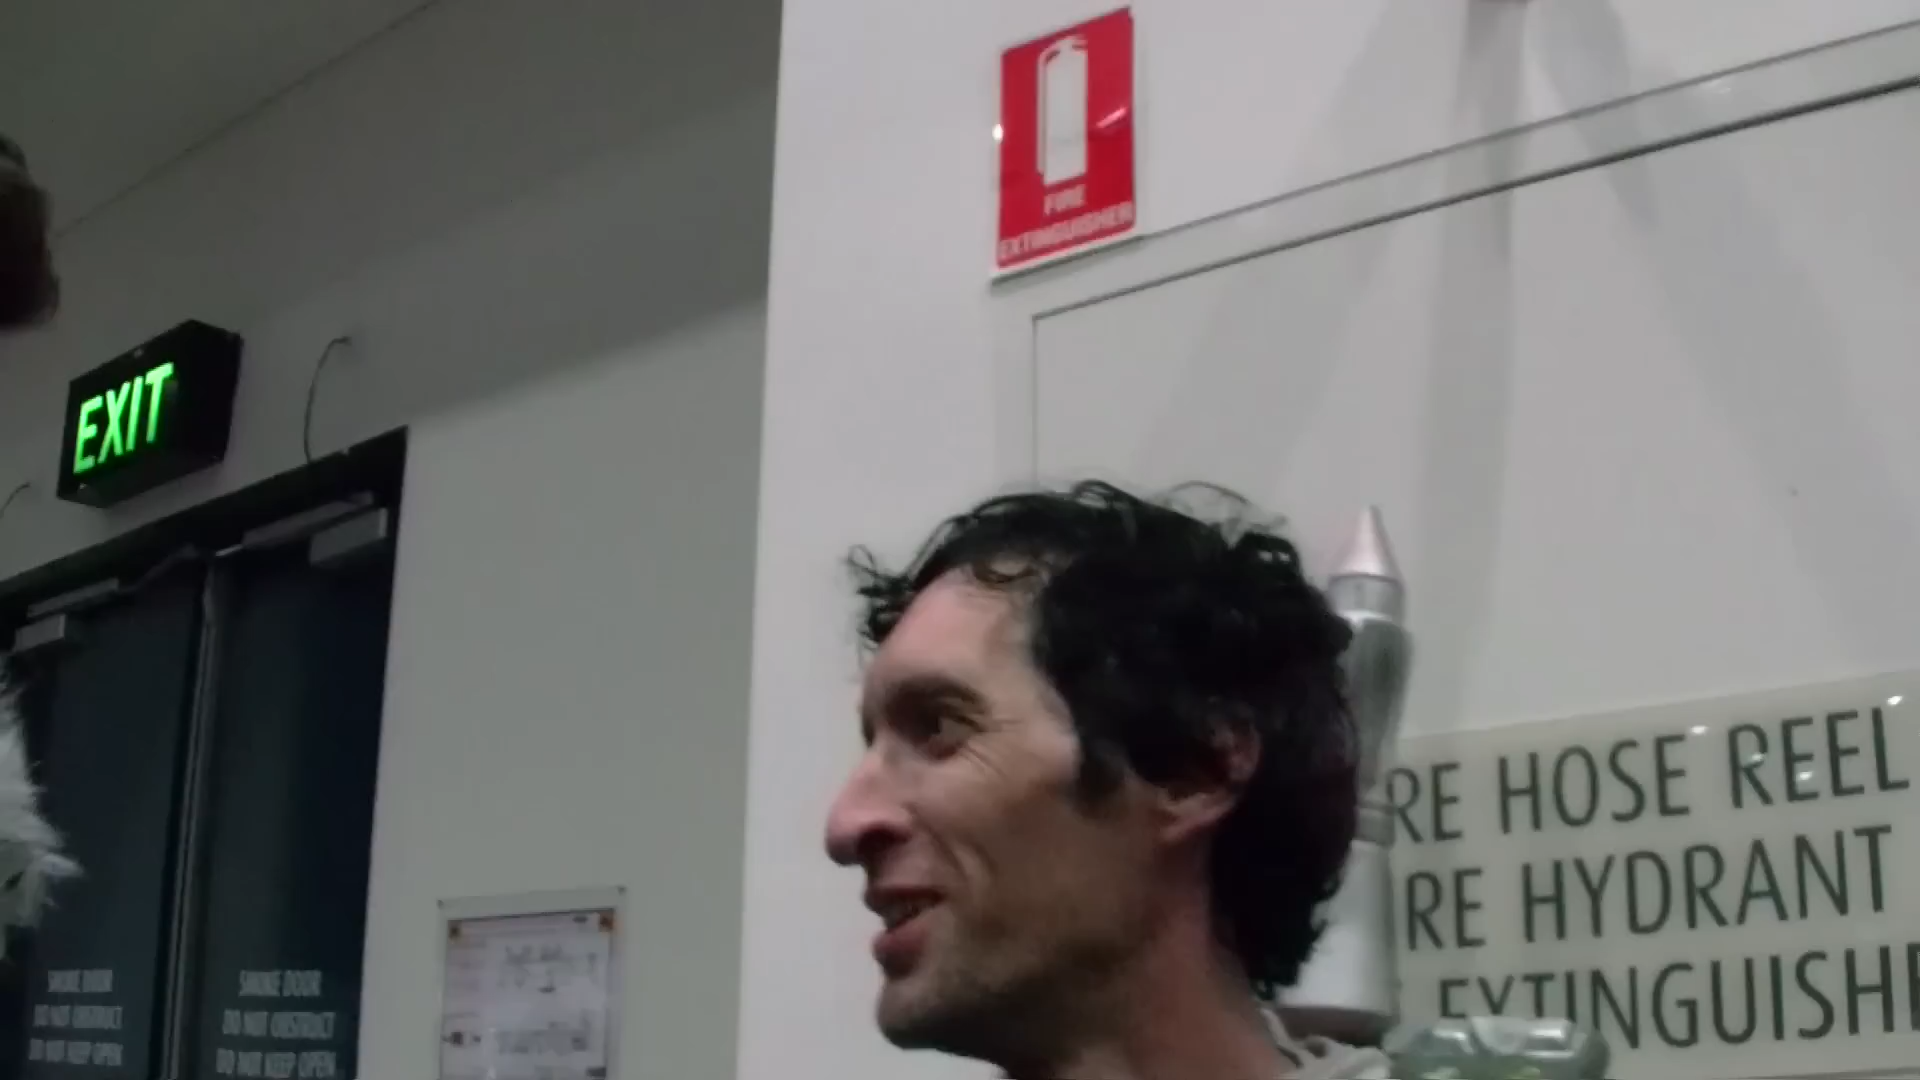 FIRE
EXTINGUISHER
EXIT
RE HOSE REEL
RE HYDRANT
EXTINGUISHE
SMOKE DOOR
DO NOT OBSTRUCT
DO NOT KEEP OPEN
SMOKE DOOR
DO NOT OBSTRUCT
DO NOT KEEP OPEN